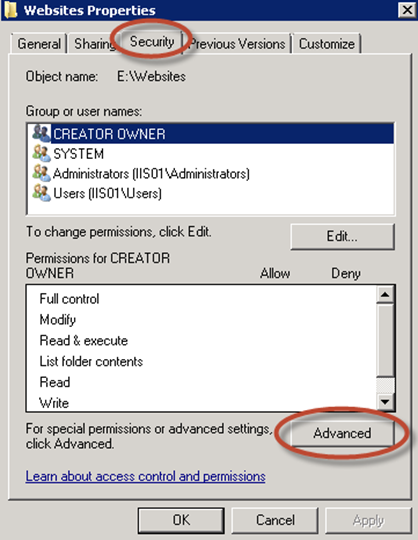 Websites Properties
General Sharing Security Previous Versions Customize
Object name: E:\Websites
Group or user names:
CREATOR OWNER
SYSTEM
Administrators (IIS01\Administrators)
Users (IIS01\Users)
To change permissions, click Edit.
Edit...
Permissions for CREATOR
OWNER Allow Deny
Full control
Modify
Read & execute
List folder contents
Read
Write
For special permissions or advanced settings,
click Advanced.
Advanced
Learn about access control and permissions
OK Cancel Apply